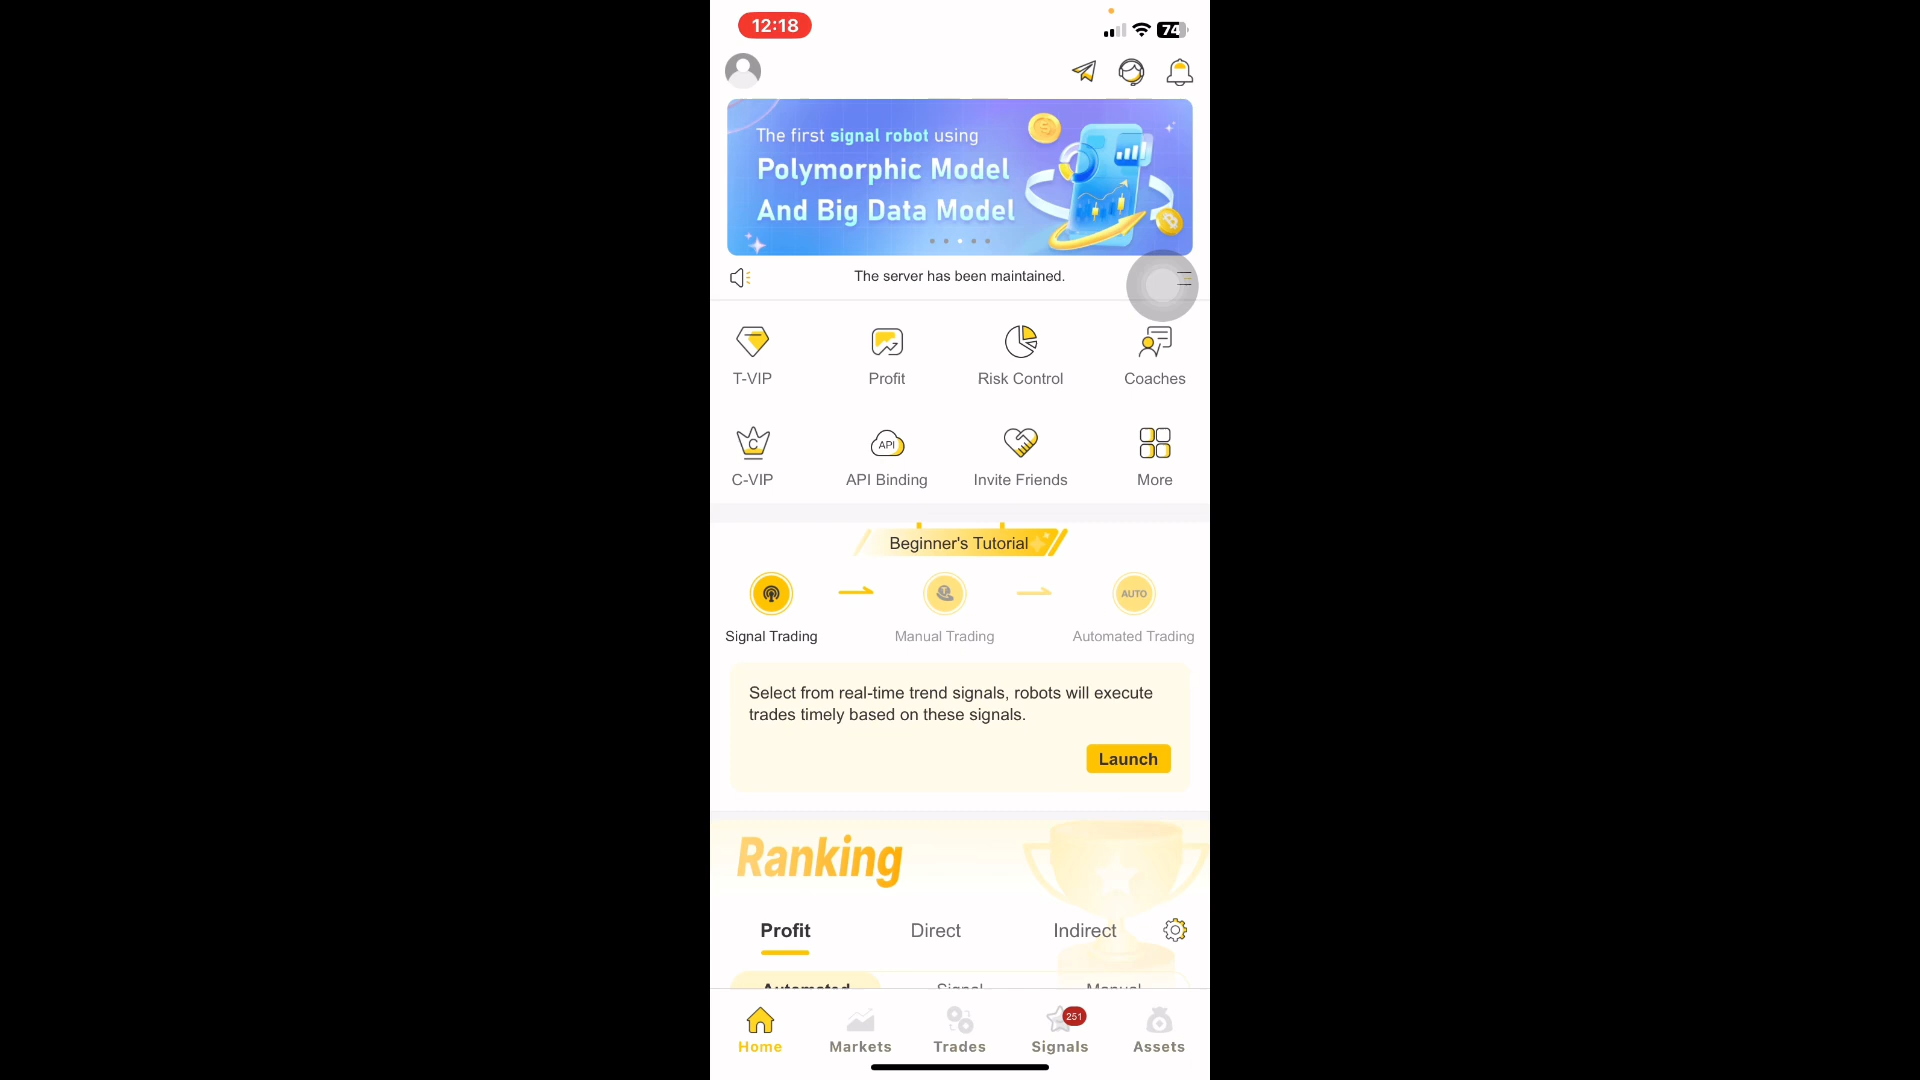 12:18
74
The first signal robot using
Polymorphic Model
And Big Data Model
The server has been maintained.
T-VIP
Profit
Risk Control
Coaches
C
API
C-VIP
API Binding
Invite Friends
More
Beginner's Tutorial
AUTO
Signal Trading
Manual Trading
Automated Trading
Select from real-time trend signals, robots will execute
trades timely based on these signals.
Launch
Ranking
Profit
Direct
Indirect
Automated
Signal
Manual
251
Home
Markets
Trades
Signals
Assets